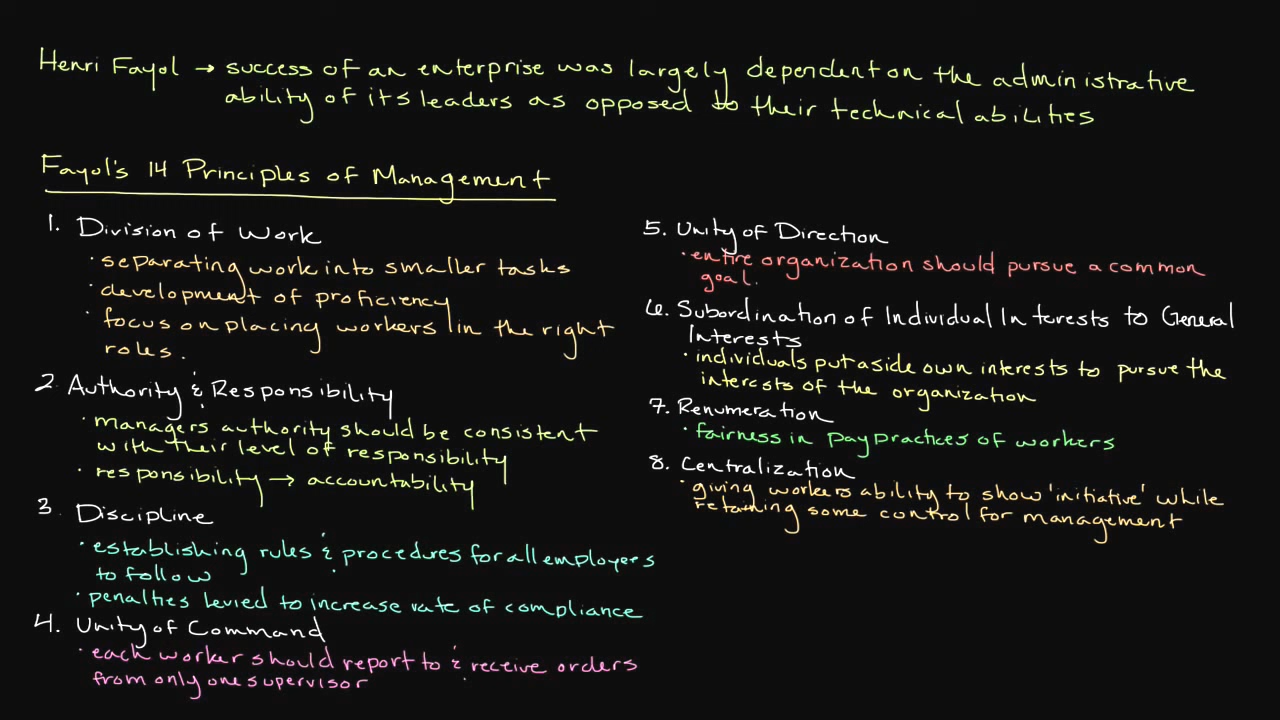 Henri Fayol → success of an enterprise was largely dependent on the administrative
ability of its leaders as opposed to their technical abilities
Fayol's 14 Principles of Management
1. Division of Work
· separating work into smaller tasks
· development of proficiency
· focus on placing workers in the right
roles.
2. Authority & Responsibility
· managers authority should be consistent
with their level of responsibility
· responsibility → accountability
3. Discipline
· establishing rules & procedures for all employees
to follow
· penalties levied to increase rate of compliance
4. Unity of Command
· each worker should report to & receive orders
from only one supervisor
5. Unity of Direction
· entire organization should pursue a common
goal.
6. Subordination of Individual Interests to General
Interests
· individuals put aside own interests to pursue the
interests of the organization
7. Renumeration
· fairness in pay practices of workers
8. Centralization
· giving workers ability to show 'initiative' while
retaining some control for management